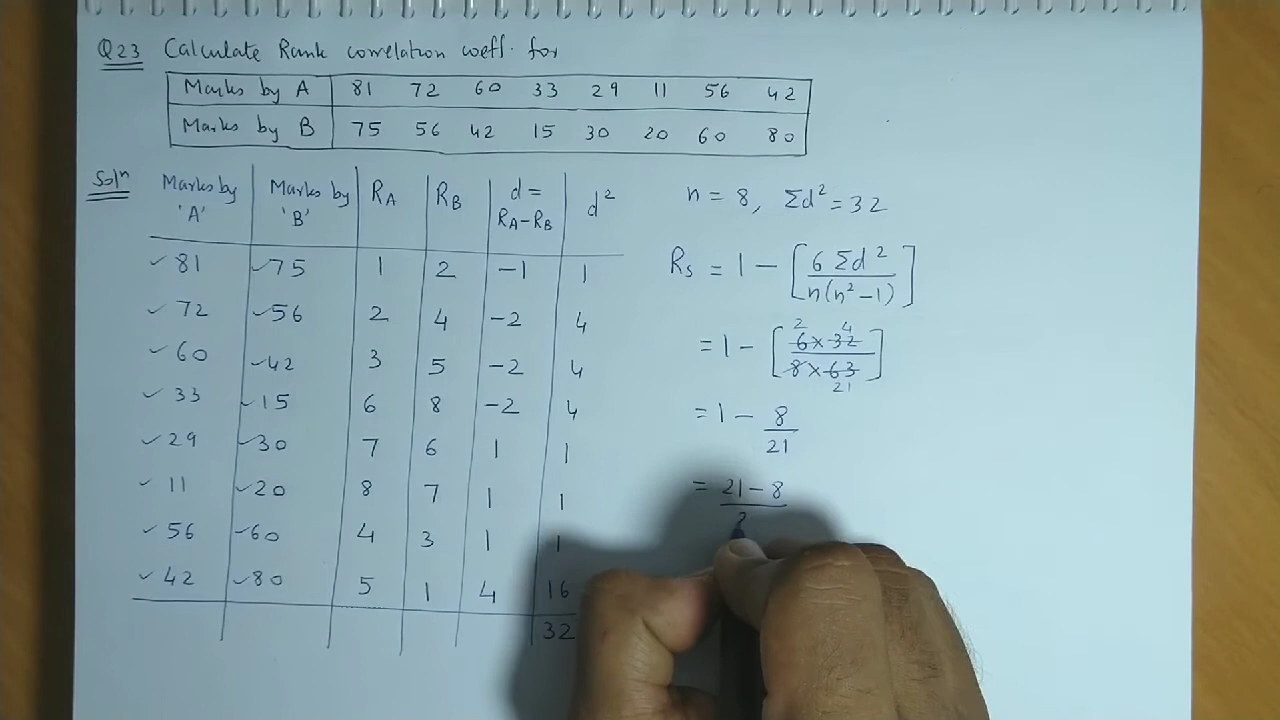 Q23 Calculate Rank correlation coeff. for
Marks by A 81 72 60 33 29 11 56 42
Marks by B 75 56 42 15 30 20 60 80
Solⁿ
Marks by 'A' Marks by 'B' R_A R_B d = R_A-R_B d²
✓81 ✓75 1 2 -1 1
✓72 ✓56 2 4 -2 4
✓60 ✓42 3 5 -2 4
✓33 ✓15 6 8 -2 4
✓29 ✓30 7 6 1 1
✓11 ✓20 8 7 1 1
✓56 ✓60 4 3 1 1
✓42 ✓80 5 1 4 16
32
n = 8, Σd² = 32
R_s = 1 - [6 Σd² / n(n²-1)]
2 4
= 1 - [6 x 32 / 8 x 63]
21
= 1 - 8/21
= 21-8 / 2